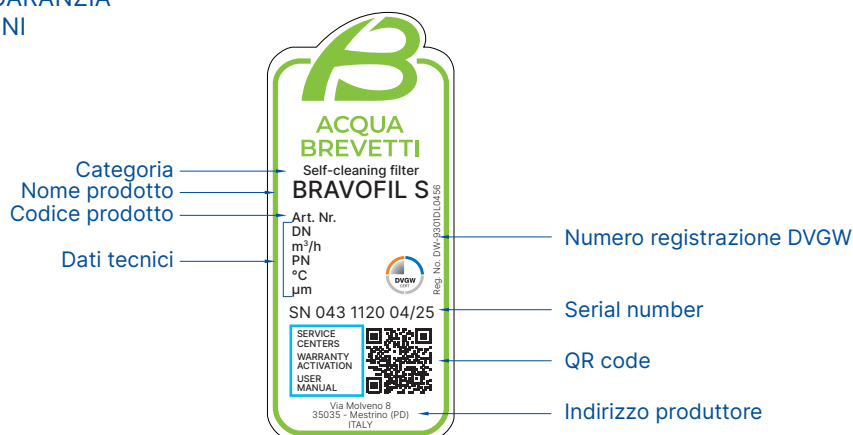 GARANZIA
NI
ACQUA
BREVETTI
Self-cleaning filter
BRAVOFIL S
Art. Nr.
DN
m³/h
PN
°C
µm
Reg. No. DW-9301DL0456
DVGW
CERT
SN 043 1120 04/25
SERVICE
CENTERS
WARRANTY
ACTIVATION
USER
MANUAL
Via Molveno 8
35035 - Mestrino (PD)
ITALY
Categoria
Nome prodotto
Codice prodotto
Dati tecnici
Numero registrazione DVGW
Serial number
QR code
Indirizzo produttore